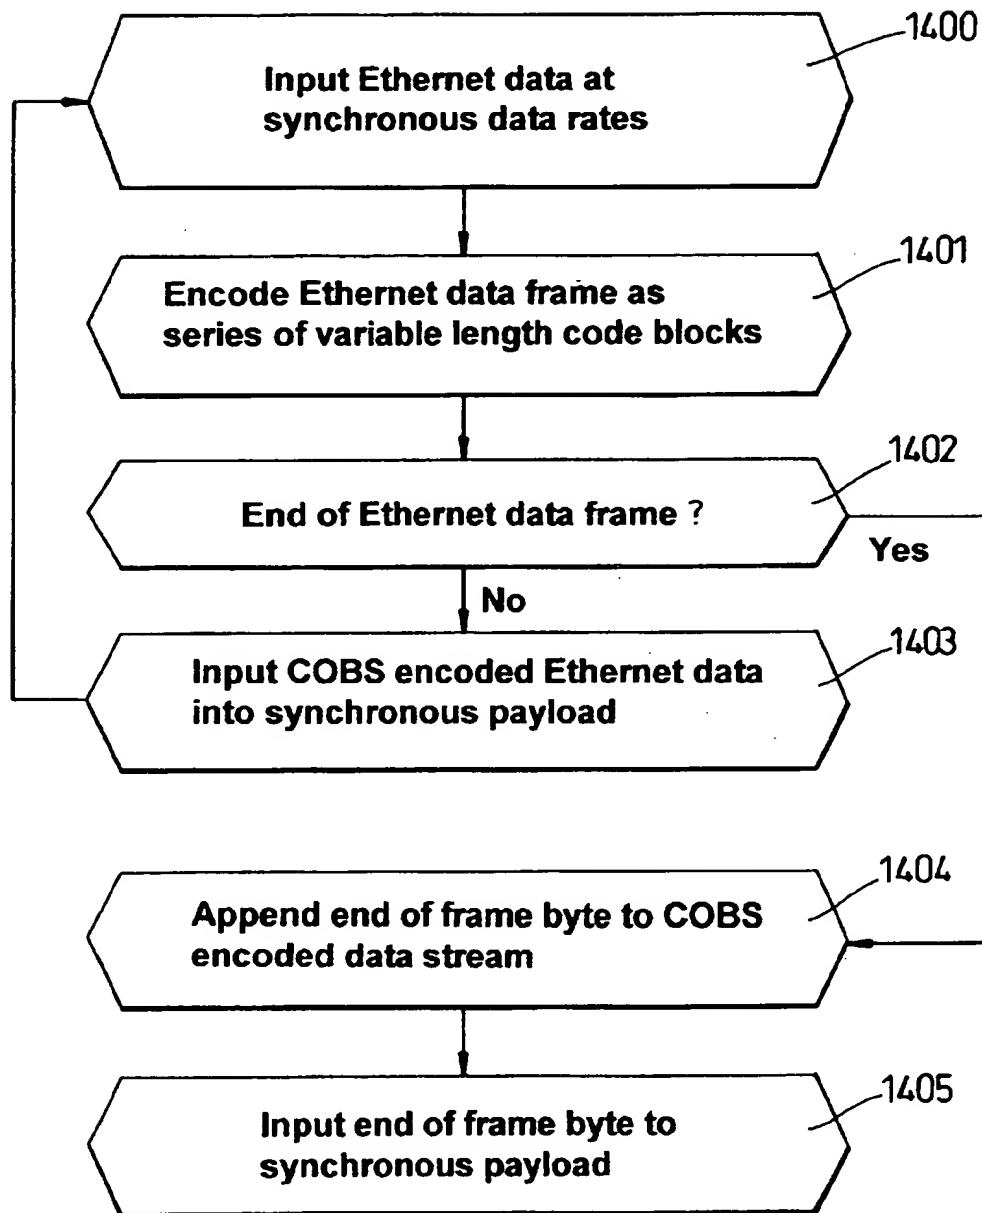 1400
Input Ethernet data at
synchronous data rates
1401
Encode Ethernet data frame as
series of variable length code blocks
1402
End of Ethernet data frame ?
Yes
No
1403
Input COBS encoded Ethernet data
into synchronous payload
1404
Append end of frame byte to COBS
encoded data stream
1405
Input end of frame byte to
synchronous payload